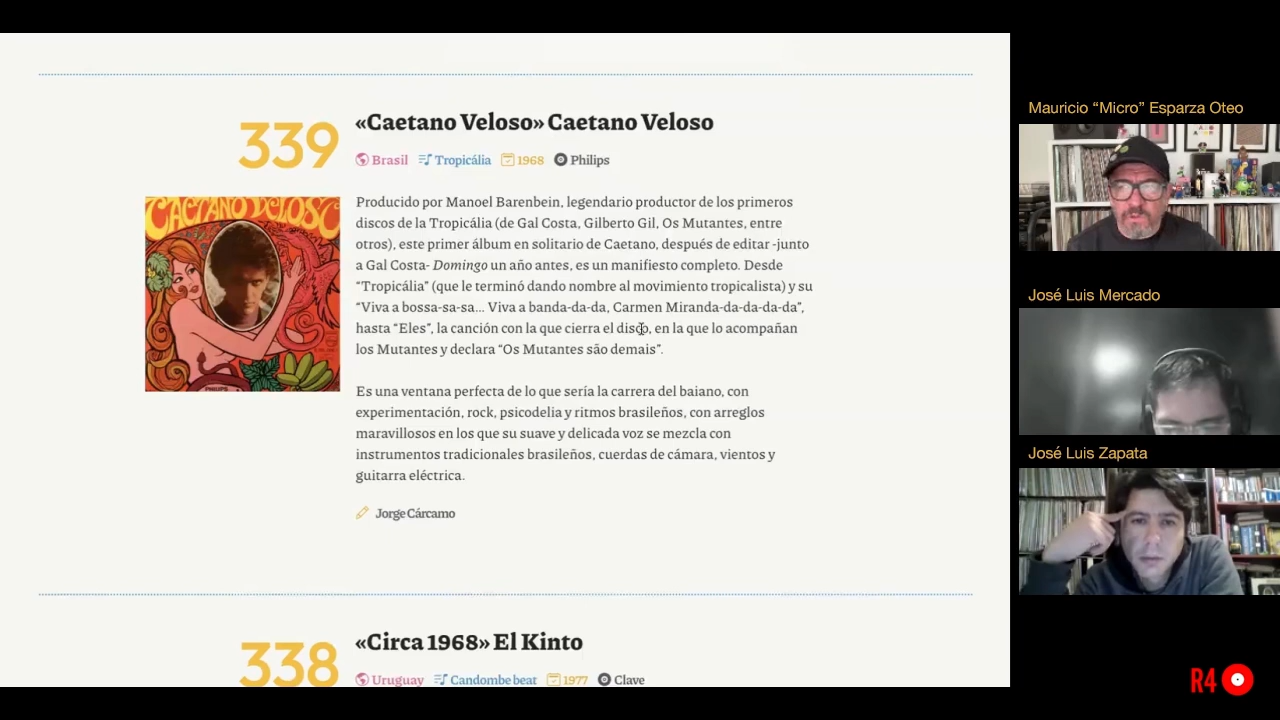 339
«Caetano Veloso» Caetano Veloso
Brasil Tropicália 1968 Philips
CAETANO VELOSO
PHILIPS
Producido por Manoel Barenbein, legendario productor de los primeros
discos de la Tropicália (de Gal Costa, Gilberto Gil, Os Mutantes, entre
otros), este primer álbum en solitario de Caetano, después de editar -junto
a Gal Costa- Domingo un año antes, es un manifiesto completo. Desde
“Tropicália” (que le terminó dando nombre al movimiento tropicalista) y su
“Viva a bossa-sa-sa... Viva a banda-da-da, Carmen Miranda-da-da-da-da”,
hasta “Eles”, la canción con la que cierra el disco, en la que lo acompañan
los Mutantes y declara “Os Mutantes são demais”.
Es una ventana perfecta de lo que sería la carrera del baiano, con
experimentación, rock, psicodelia y ritmos brasileños, con arreglos
maravillosos en los que su suave y delicada voz se mezcla con
instrumentos tradicionales brasileños, cuerdas de cámara, vientos y
guitarra eléctrica.
Jorge Cárcamo
338
«Circa 1968» El Kinto
Uruguay Candombe beat 1977 Clave
Mauricio “Micro” Esparza Oteo
José Luis Mercado
José Luis Zapata
R4